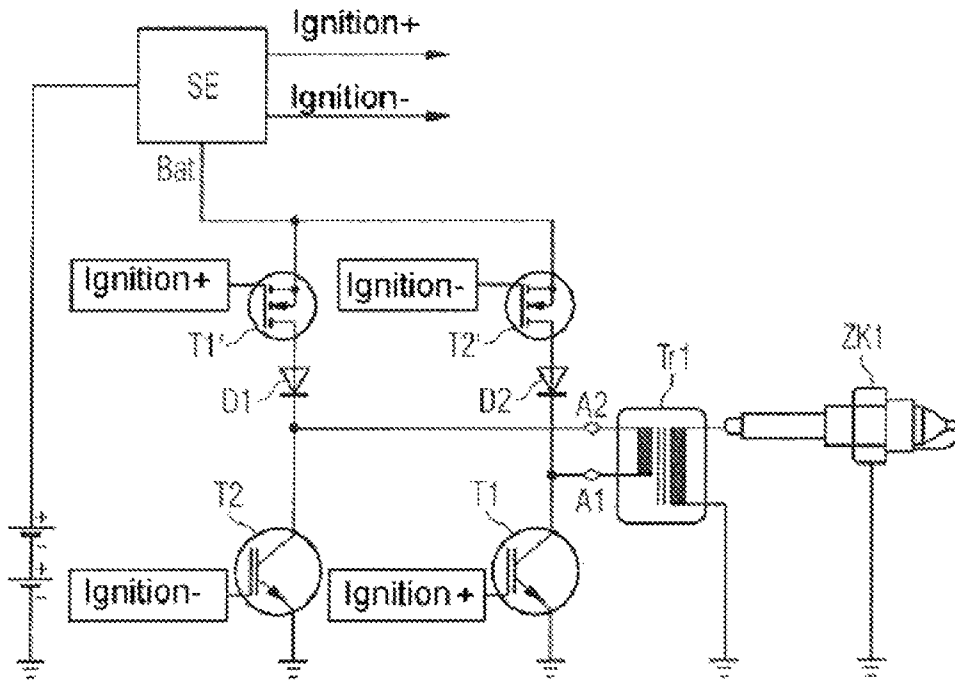 Ignition+
SE
Ignition-
Bat
Ignition+
Ignition-
T1'
T2'
Tr1
ZK1
D1
D2
A2
A1
T2
T1
+
-
+
-
Ignition-
Ignition+